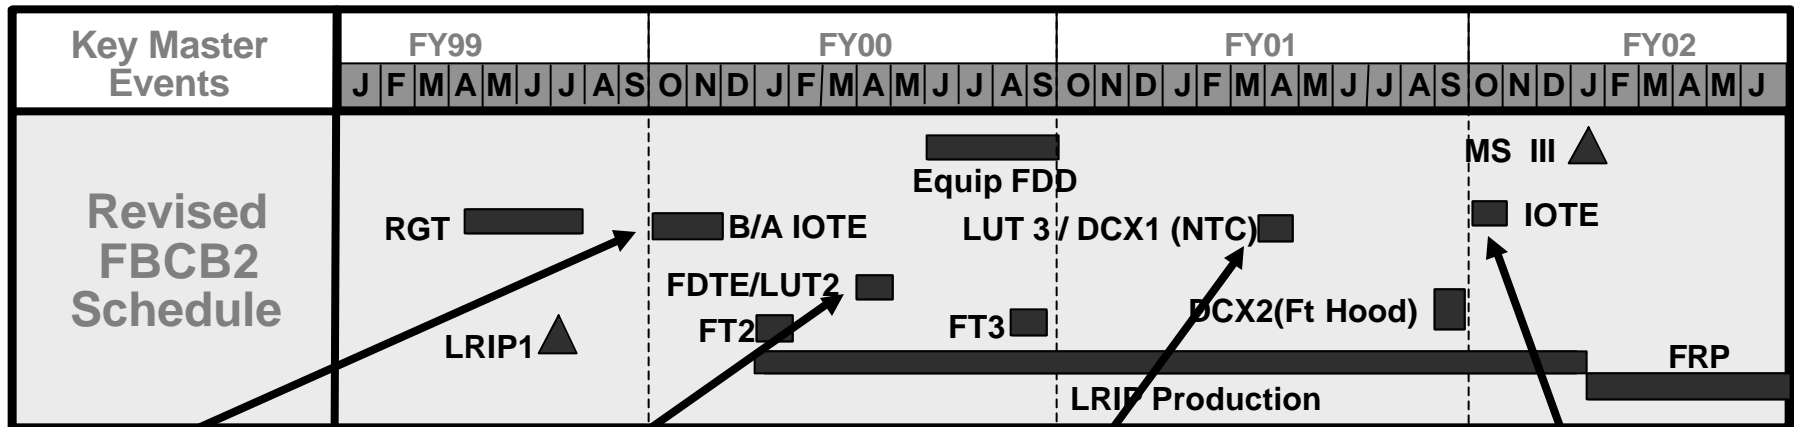 Key Master Events
FY99 FY00 FY01 FY02
J F M A M J J A S O N D J F M A M J J A S O N D J F M A M J J A S O N D J F M A M J
Revised FBCB2 Schedule
MS III
Equip FDD
RGT
B/A IOTE
LUT 3 / DCX1 (NTC)
IOTE
FDTE/LUT2
DCX2(Ft Hood)
FT2
FT3
LRIP1
FRP
LRIP Production